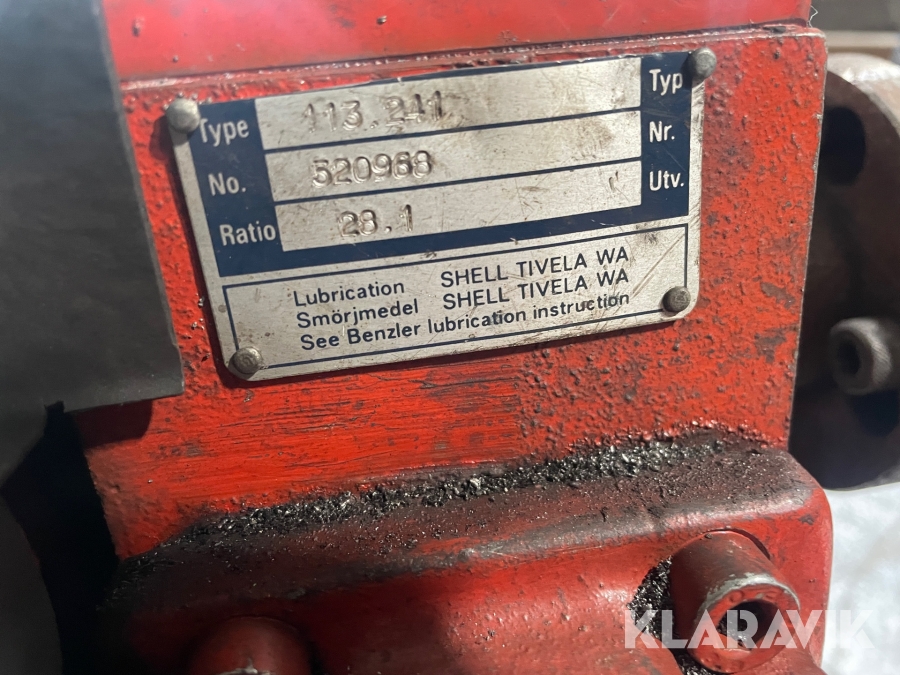 Type 113.241 Typ
No. 520988 Nr.
Ratio 28.1 Utv.
Lubrication SHELL TIVELA WA
Smörjmedel SHELL TIVELA WA
See Benzler lubrication instruction
KLARAVIK